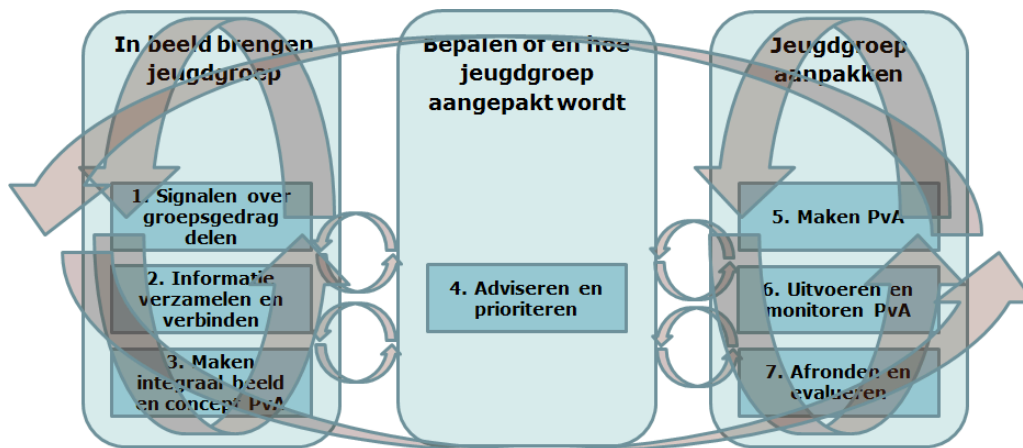 In beeld brengen
jeugdgroep
1. Signalen over
groepsgedrag
delen
2. Informatie
verzamelen en
verbinden
3. Maken
integraal beeld
en concept PvA
Bepalen of en hoe
jeugdgroep
aangepakt wordt
4. Adviseren en
prioriteren
Jeugdgroep
aanpakken
5. Maken PvA
6. Uitvoeren en
monitoren PvA
7. Afronden en
evalueren